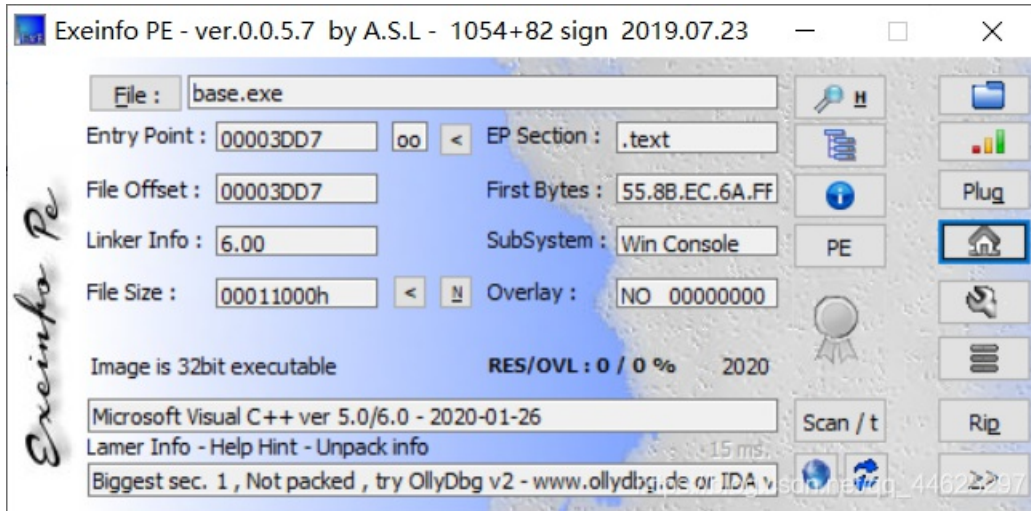 Exeinfo PE - ver.0.0.5.7 by A.S.L - 1054+82 sign 2019.07.23
File : base.exe H
Entry Point : 00003DD7 oo < EP Section : .text
File Offset : 00003DD7 First Bytes : 55.8B.EC.6A.FF Plug
Linker Info : 6.00 SubSystem : Win Console PE
File Size : 00011000h < N Overlay : NO 00000000
Image is 32bit executable RES/OVL : 0 / 0 % 2020
Microsoft Visual C++ ver 5.0/6.0 - 2020-01-26 Scan / t Rip
Lamer Info - Help Hint - Unpack info 15 ms.
Biggest sec. 1 , Not packed , try OllyDbg v2 - www.ollydbg.de or IDA v >>
Exeinfo Pe